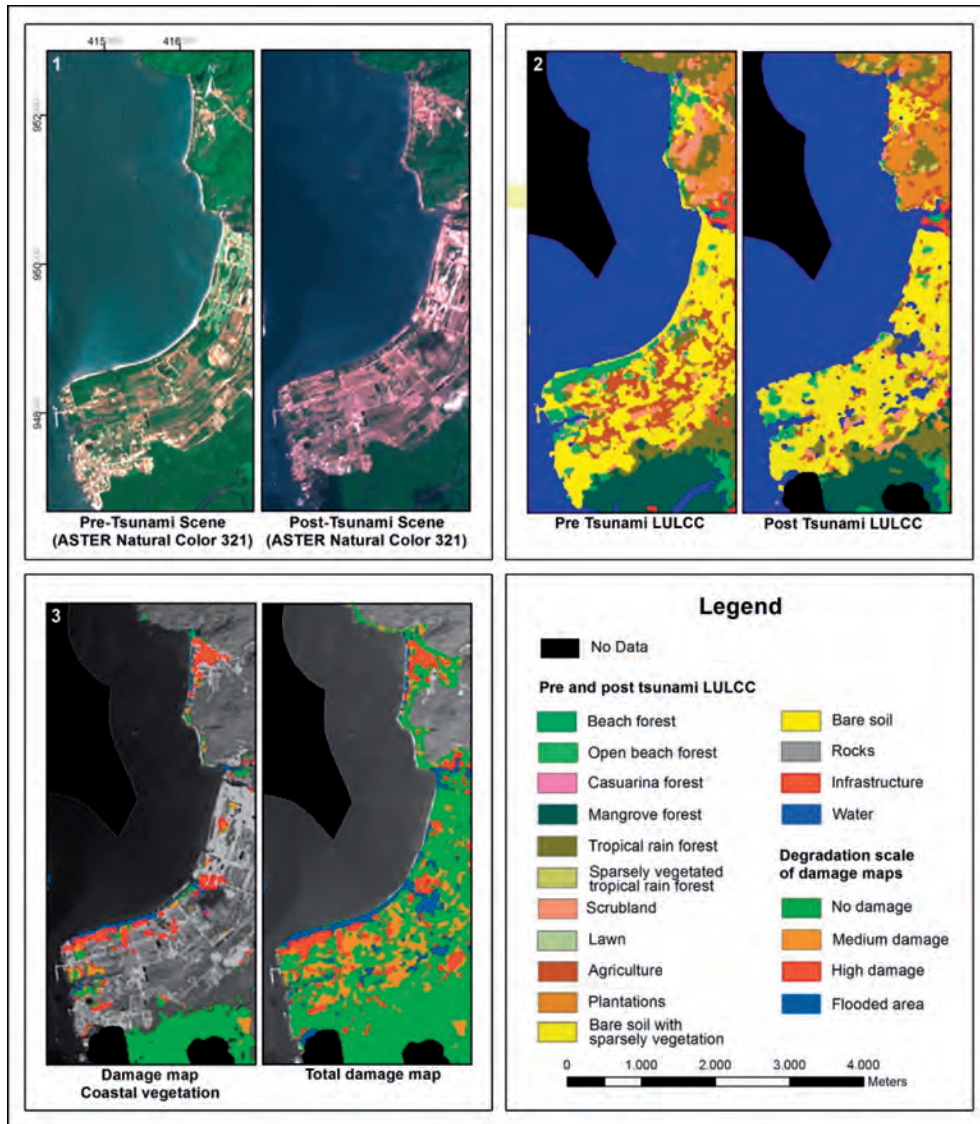 415
416
1
N
952
950
948
Pre-Tsunami Scene
(ASTER Natural Color 321)
Post-Tsunami Scene
(ASTER Natural Color 321)
2
Pre Tsunami LULCC
Post Tsunami LULCC
3
Damage map
Coastal vegetation
Total damage map
Legend
No Data
Pre and post tsunami LULCC
Beach forest
Open beach forest
Casuarina forest
Mangrove forest
Tropical rain forest
Sparsely vegetated
tropical rain forest
Scrubland
Lawn
Agriculture
Plantations
Bare soil with
sparsely vegetation
Bare soil
Rocks
Infrastructure
Water
Degradation scale
of damage maps
No damage
Medium damage
High damage
Flooded area
0 1.000 2.000 3.000 4.000
Meters